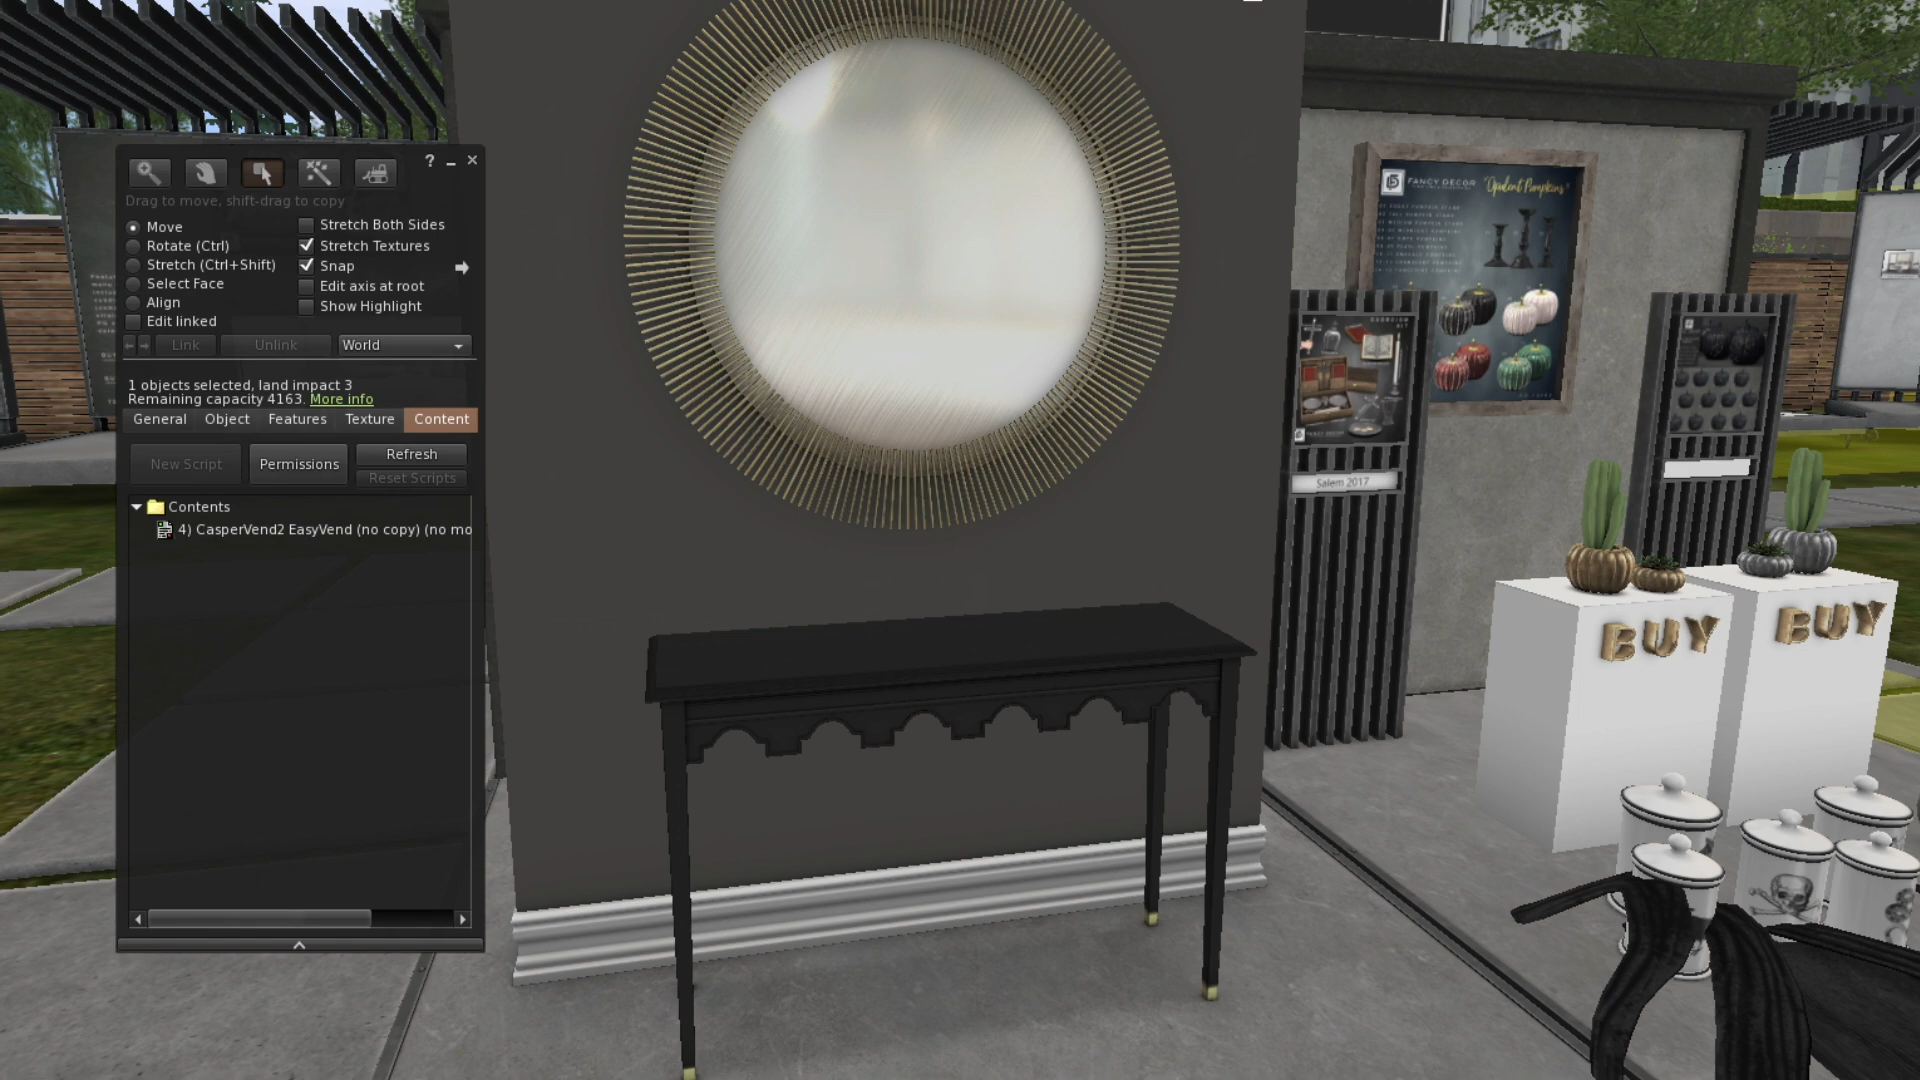 ?
Drag to move, shift-drag to copy
Move
Rotate (Ctrl)
Stretch (Ctrl+Shift)
Select Face
Align
Edit linked
Stretch Both Sides
Stretch Textures
Snap
Edit axis at root
Show Highlight
Link
Unlink
World
1 objects selected, land impact 3
Remaining capacity 4163. More info
General
Object
Features
Texture
Content
New Script
Permissions
Refresh
Reset Scripts
Contents
4) CasperVend2 EasyVend (no copy) (no mo
FANCY DECOR
"Opulent Pumpkins"
Salem 2017
BUY
BUY